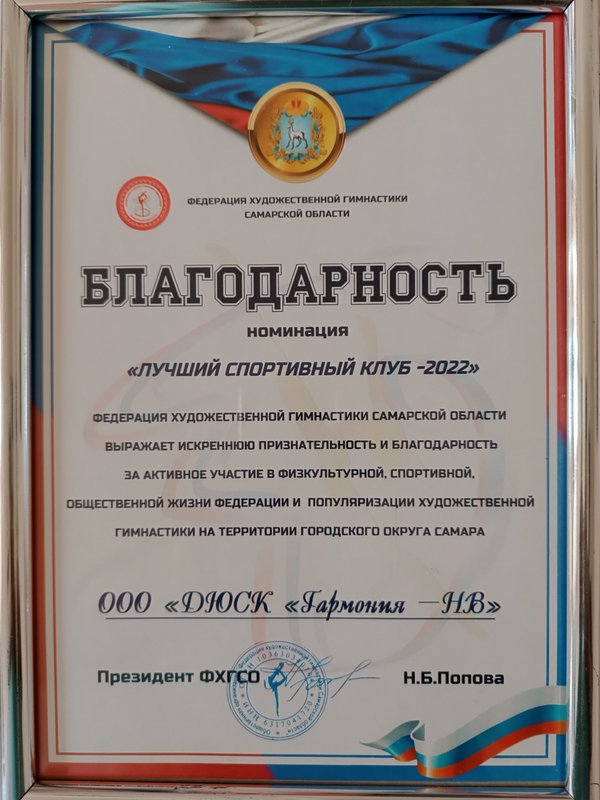 ФЕДЕРАЦИЯ ХУДОЖЕСТВЕННОЙ ГИМНАСТИКИ
САМАРСКОЙ ОБЛАСТИ
БЛАГОДАРНОСТЬ
НОМИНАЦИЯ
«ЛУЧШИЙ СПОРТИВНЫЙ КЛУБ -2022»
ФЕДЕРАЦИЯ ХУДОЖЕСТВЕННОЙ ГИМНАСТИКИ САМАРСКОЙ ОБЛАСТИ
ВЫРАЖАЕТ ИСКРЕННЮЮ ПРИЗНАТЕЛЬНОСТЬ И БЛАГОДАРНОСТЬ
ЗА АКТИВНОЕ УЧАСТИЕ В ФИЗКУЛЬТУРНОЙ, СПОРТИВНОЙ,
ОБЩЕСТВЕННОЙ ЖИЗНИ ФЕДЕРАЦИИ И ПОПУЛЯРИЗАЦИИ ХУДОЖЕСТВЕННОЙ
ГИМНАСТИКИ НА ТЕРРИТОРИИ ГОРОДСКОГО ОКРУГА САМАРА
ООО «ДЮСК «Гармония –НВ»
Президент ФХГСО Н.Б.Попова